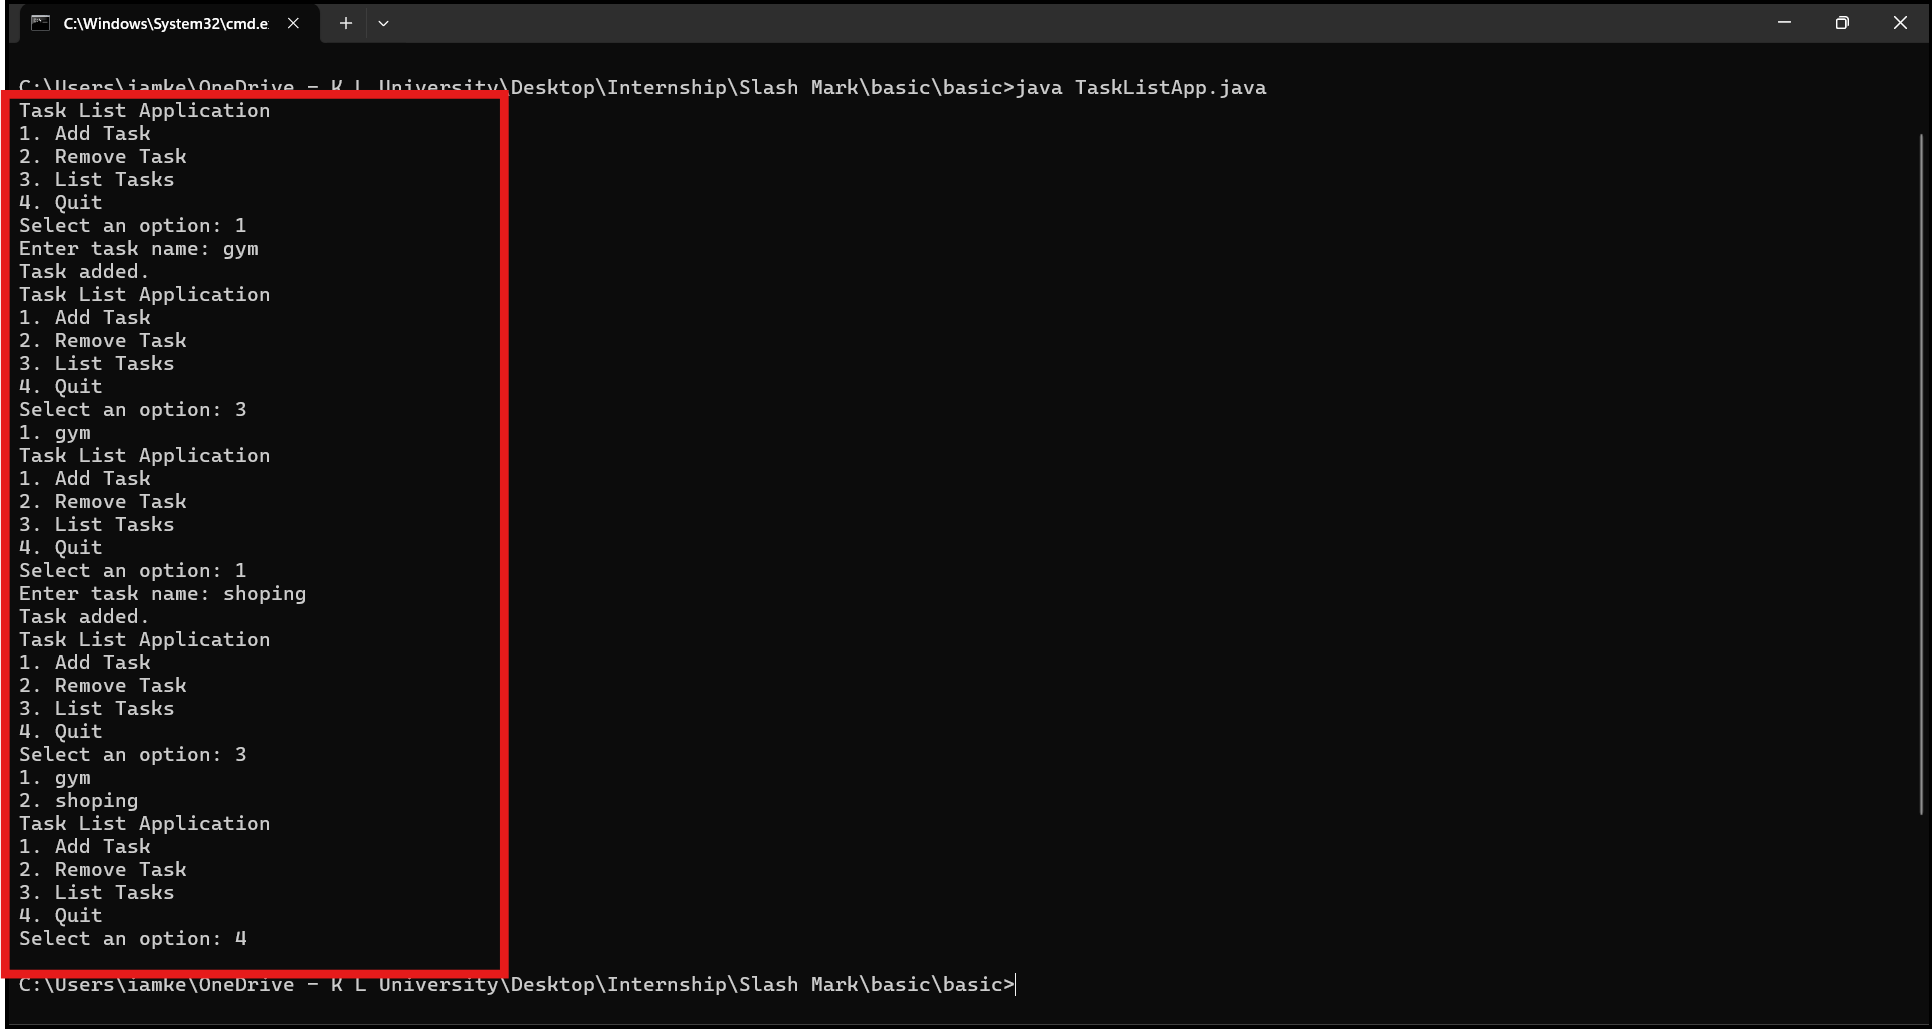 C:\Windows\System32\cmd.e
C:\Users\iamke\OneDrive - K L University\Desktop\Internship\Slash Mark\basic\basic>java TaskListApp.java
Task List Application
1. Add Task
2. Remove Task
3. List Tasks
4. Quit
Select an option: 1
Enter task name: gym
Task added.
Task List Application
1. Add Task
2. Remove Task
3. List Tasks
4. Quit
Select an option: 3
1. gym
Task List Application
1. Add Task
2. Remove Task
3. List Tasks
4. Quit
Select an option: 1
Enter task name: shoping
Task added.
Task List Application
1. Add Task
2. Remove Task
3. List Tasks
4. Quit
Select an option: 3
1. gym
2. shoping
Task List Application
1. Add Task
2. Remove Task
3. List Tasks
4. Quit
Select an option: 4
C:\Users\iamke\OneDrive - K L University\Desktop\Internship\Slash Mark\basic\basic>